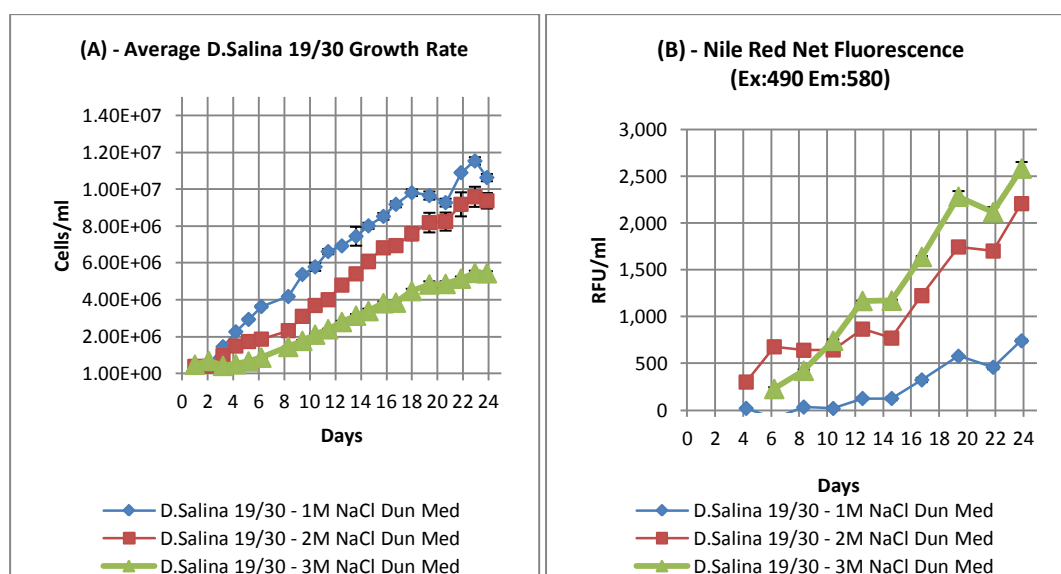 (A) - Average D.Salina 19/30 Growth Rate
1.40E+07
1.20E+07
1.00E+07
8.00E+06
6.00E+06
4.00E+06
2.00E+06
1.00E+00
Cells/ml
0 2 4 6 8 10 12 14 16 18 20 22 24
Days
D.Salina 19/30 - 1M NaCl Dun Med
D.Salina 19/30 - 2M NaCl Dun Med
D.Salina 19/30 - 3M NaCl Dun Med
(B) - Nile Red Net Fluorescence
(Ex:490 Em:580)
3,000
2,500
2,000
1,500
1,000
500
0
RFU/ml
0 2 4 6 8 10 12 14 16 18 20 22 24
Days
D.Salina 19/30 - 1M NaCl Dun Med
D.Salina 19/30 - 2M NaCl Dun Med
D.Salina 19/30 - 3M NaCl Dun Med